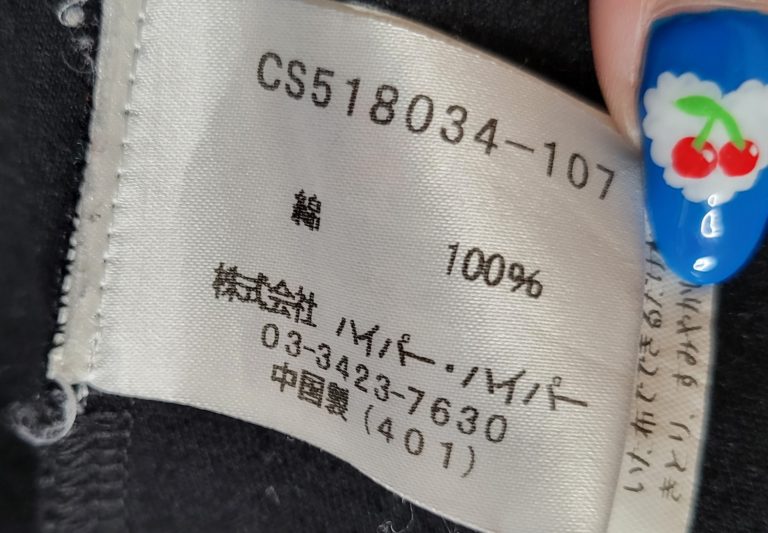 CS518034-107
綿 100%
株式会社 ハイパー・ハイパー
03-3423-7630
中国製(401)